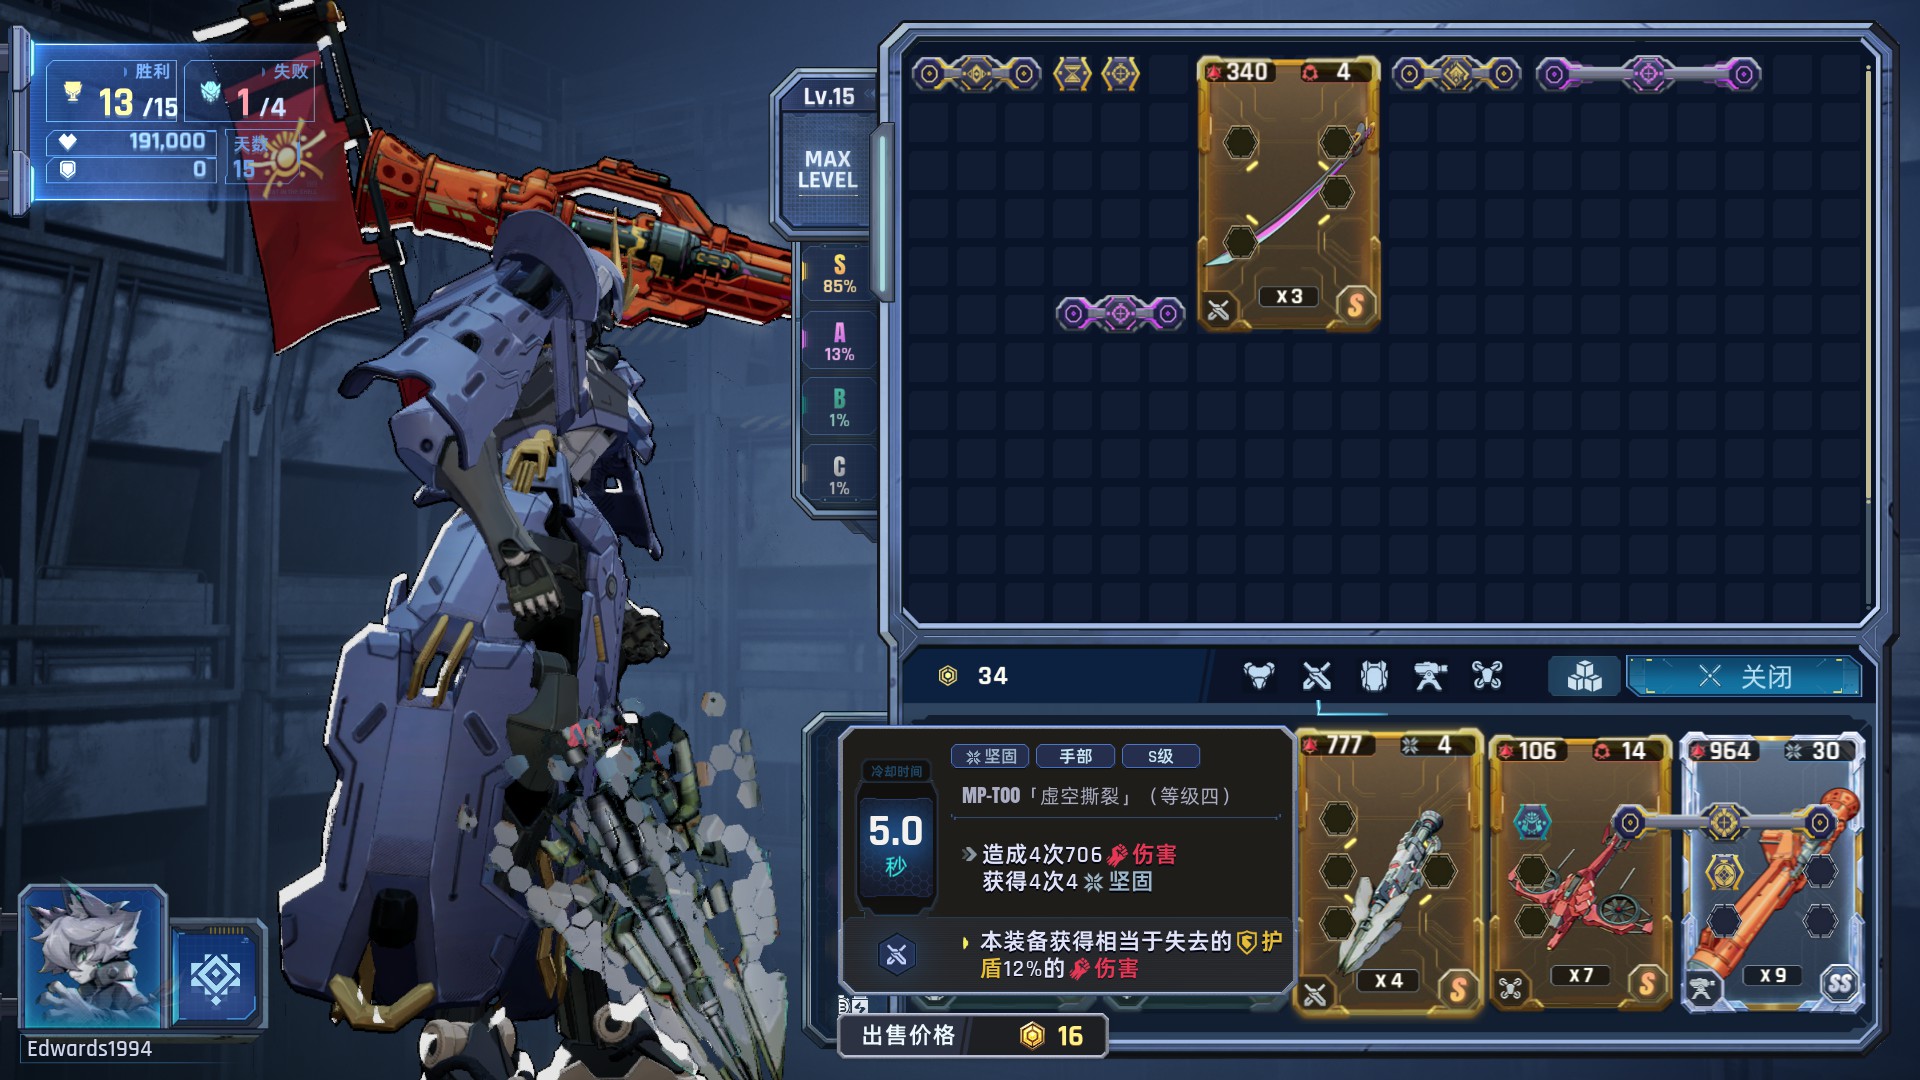 胜利
13 /15
失败
1 /4
191,000
0
天数
15
Lv.15
MAX
LEVEL
S
85%
A
13%
B
1%
C
1%
340
4
x3
S
34
关闭
冷却时间
5.0
秒
坚固
手部
S级
MP-T00「虚空撕裂」（等级四）
造成4次706伤害
获得4次4坚固
本装备获得相当于失去的护
盾12%的伤害
出售价格
16
777
4
x4
S
106
14
x7
S
964
30
x9
SS
Edwards1994